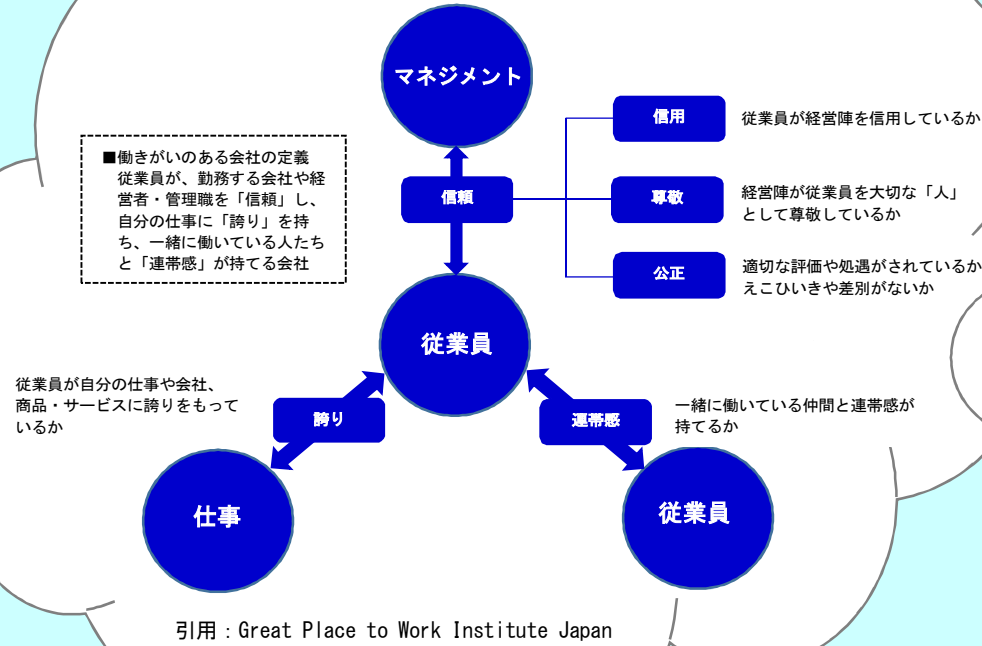 マネジメント
信用
従業員が経営陣を信用しているか
■働きがいのある会社の定義
従業員が、勤務する会社や経
営者・管理職を「信頼」し、
自分の仕事に「誇り」を持
ち、一緒に働いている人たち
と「連帯感」が持てる会社
信頼
尊敬
経営陣が従業員を大切な「人」
として尊敬しているか
公正
適切な評価や処遇がされているか
えこひいきや差別がないか
従業員
従業員が自分の仕事や会社、
商品・サービスに誇りをもって
いるか
誇り
連帯感
一緒に働いている仲間と連帯感が
持てるか
仕事
従業員
引用：Great Place to Work Institute Japan